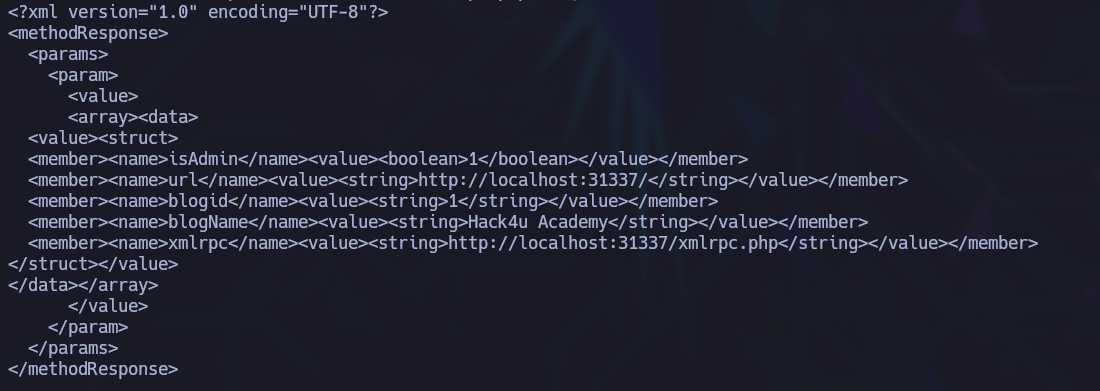 <?xml version="1.0" encoding="UTF-8"?>
<methodResponse>
  <params>
    <param>
      <value>
      <array><data>
  <value><struct>
  <member><name>isAdmin</name><value><boolean>1</boolean></value></member>
  <member><name>url</name><value><string>http://localhost:31337/</string></value></member>
  <member><name>blogid</name><value><string>1</string></value></member>
  <member><name>blogName</name><value><string>Hack4u Academy</string></value></member>
  <member><name>xmlrpc</name><value><string>http://localhost:31337/xmlrpc.php</string></value></member>
</struct></value>
</data></array>
      </value>
    </param>
  </params>
</methodResponse>